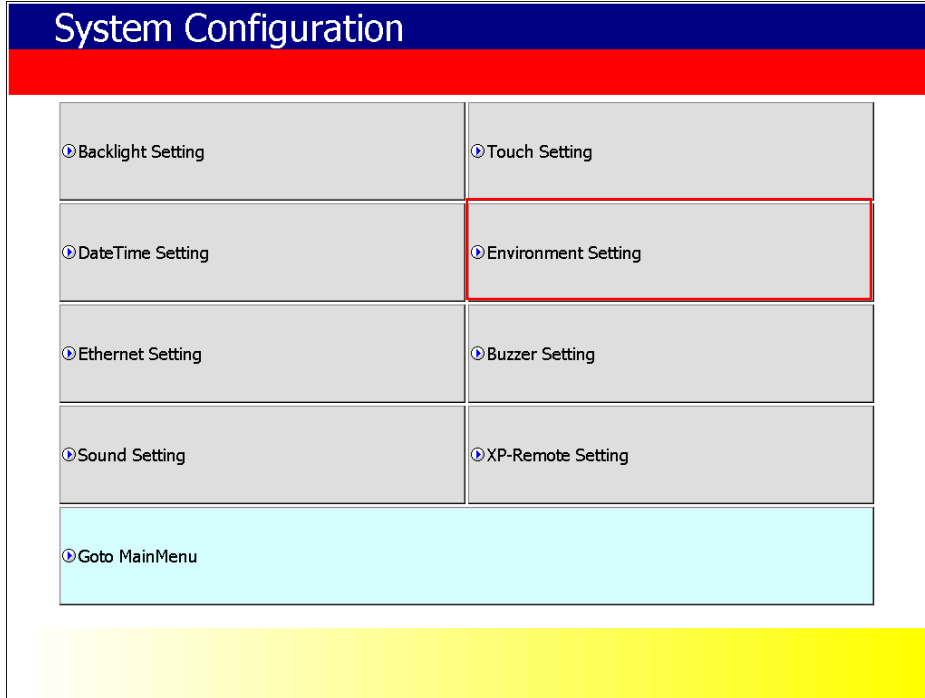 System Configuration
Backlight Setting
Touch Setting
DateTime Setting
Environment Setting
Ethernet Setting
Buzzer Setting
Sound Setting
XP-Remote Setting
Goto MainMenu